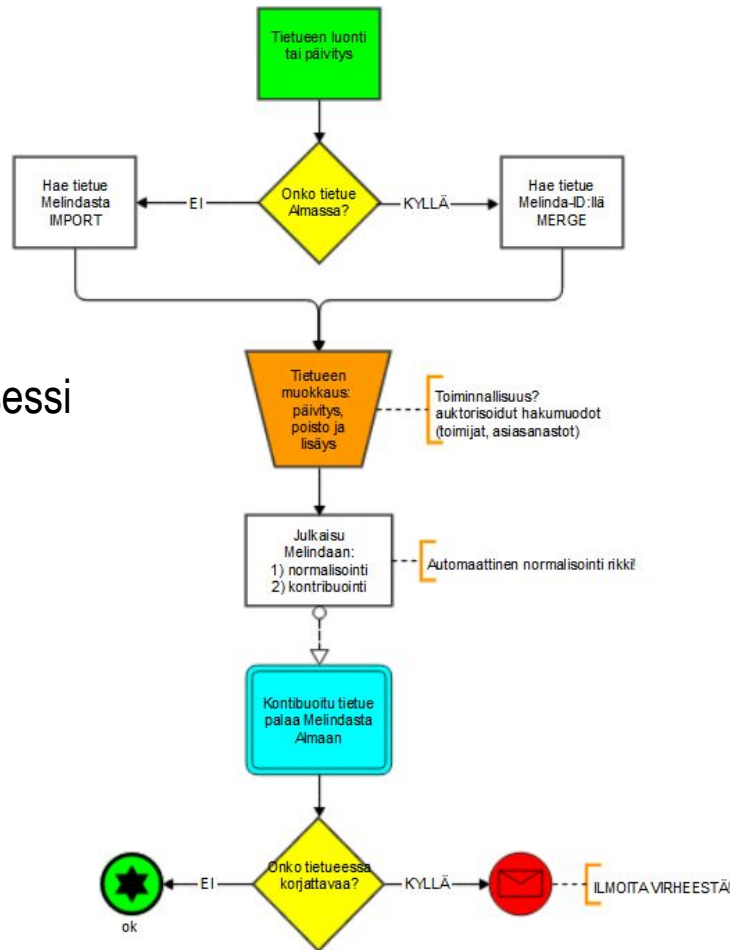 Tietueen luonti
tai päivitys
Onko tietue
Almassa?
EI
KYLLÄ
Hae tietue
Melindasta
IMPORT
Hae tietue
Melinda-ID:llä
MERGE
essi
Tietueen
muokkaus:
päivitys,
poisto ja
lisäys
Toiminnallisuus?
auktorisoidut hakumuodot
(toimijat, asiasanastot)
Julkaisu
Melindaan:
1) normalisointi
2) kontribuointi
Automaattinen normalisointi rikki!
Kontibuoitu tietue
palaa Melindasta
Almaan
Onko tietueessa
korjattavaa?
EI
KYLLÄ
ok
ILMOITA VIRHEESTÄ!